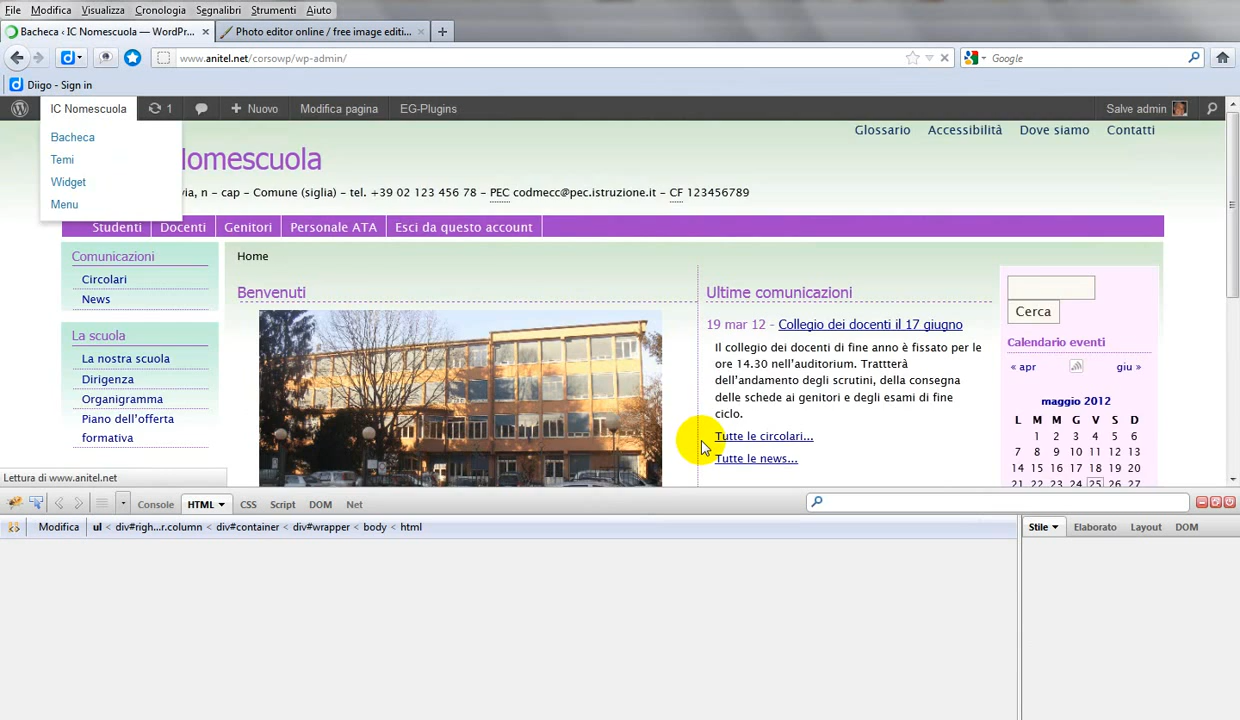 File Modifica Visualizza Cronologia Segnalibri Strumenti Aiuto
Bacheca ‹ IC Nomescuola — WordPr... × Photo editor online / free image editi... × +
www.anitel.net/corsowp/wp-admin/ Google
Diigo - Sign in
IC Nomescuola 1 + Nuovo Modifica pagina EG-Plugins Salve admin
Glossario Accessibilità Dove siamo Contatti
Bacheca
Temi
Widget
Menu
Nomescuola
via, n – cap – Comune (siglia) – tel. +39 02 123 456 78 – PEC codmecc@pec.istruzione.it – CF 123456789
Studenti Docenti Genitori Personale ATA Esci da questo account
Comunicazioni
Circolari
News
La scuola
La nostra scuola
Dirigenza
Organigramma
Piano dell'offerta
formativa
Home
Benvenuti
Ultime comunicazioni
19 mar 12 - Collegio dei docenti il 17 giugno
Il collegio dei docenti di fine anno è fissato per le
ore 14.30 nell'auditorium. Trattterà
dell'andamento degli scrutini, della consegna
delle schede ai genitori e degli esami di fine
ciclo.
Tutte le circolari...
Tutte le news...
Cerca
Calendario eventi
« apr giu »
maggio 2012
L M M G V S D
1 2 3 4 5 6
7 8 9 10 11 12 13
14 15 16 17 18 19 20
21 22 23 24 25 26 27
Lettura di www.anitel.net
Console HTML CSS Script DOM Net
Modifica ul < div#righ...r.column < div#container < div#wrapper < body < html
Stile Elaborato Layout DOM